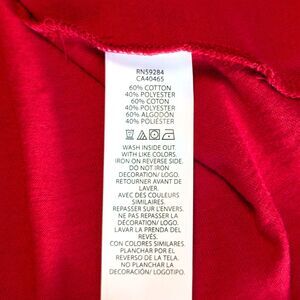 RN59284
CA40465
60% COTTON
40% POLYESTER
60% COTON
40% POLYESTER
60% ALGODÓN
40% POLIÉSTER
WASH INSIDE OUT
WITH LIKE COLORS.
IRON ON REVERSE SIDE.
DO NOT IRON
DECORATION/ LOGO.
RETOURNER AVANT DE
LAVER.
AVEC DES COULEURS
SIMILAIRES.
REPASSER SUR L'ENVERS.
NE PAS REPASSER LA
DÉCORATION/ LOGO.
LAVAR LA PRENDA DEL
REVÉS.
CON COLORES SIMILARES.
PLANCHAR POR EL
REVERSO DE LA TELA.
NO PLANCHAR LA
DECORACIÓN/ LOGOTIPO.